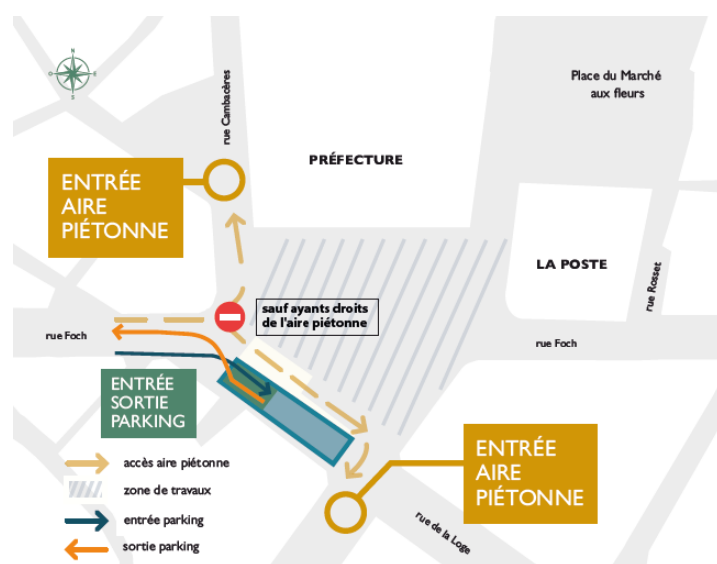 N
O
E
S
rue Cambacères
Place du Marché
aux fleurs
PRÉFECTURE
ENTRÉE
AIRE
PIÉTONNE
LA POSTE
rue Rosset
sauf ayants droits
de l'aire piétonne
rue Foch
rue Foch
ENTRÉE
SORTIE
PARKING
ENTRÉE
AIRE
PIÉTONNE
accès aire piétonne
zone de travaux
entrée parking
sortie parking
rue de la Loge